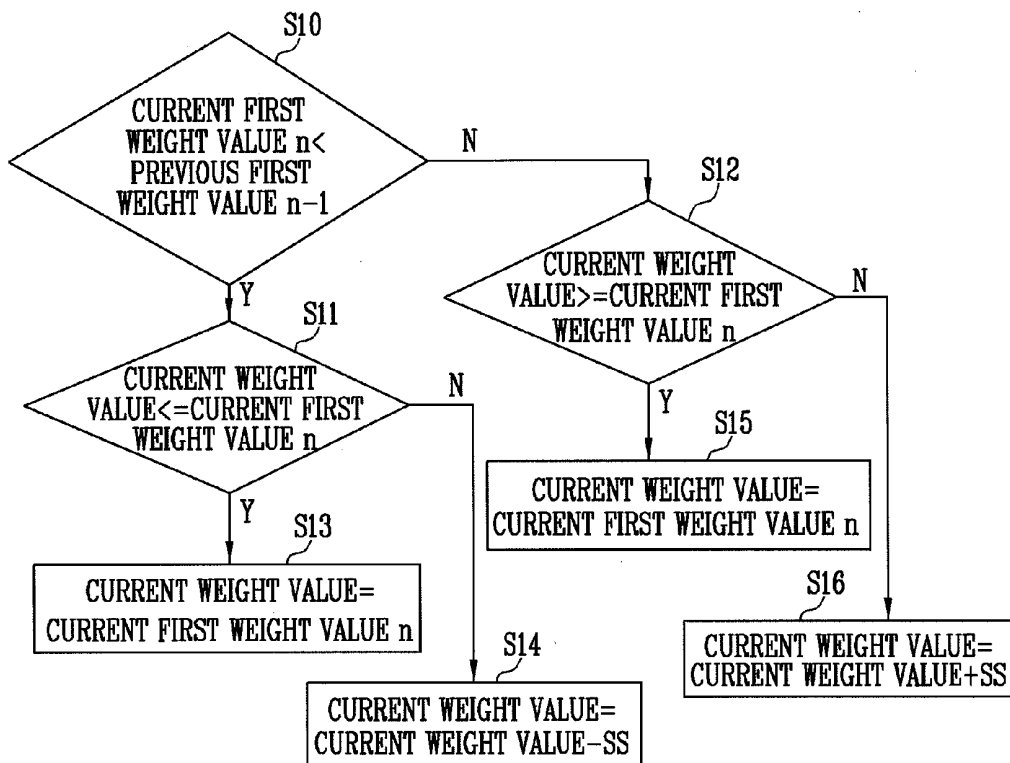 S10
CURRENT FIRST
WEIGHT VALUE n<
PREVIOUS FIRST
WEIGHT VALUE n-1
N
Y
S12
CURRENT WEIGHT
VALUE>=CURRENT FIRST
WEIGHT VALUE n
N
Y
S11
CURRENT WEIGHT
VALUE<=CURRENT FIRST
WEIGHT VALUE n
N
Y
S15
CURRENT WEIGHT VALUE=
CURRENT FIRST WEIGHT VALUE n
S13
CURRENT WEIGHT VALUE=
CURRENT FIRST WEIGHT VALUE n
S16
CURRENT WEIGHT VALUE=
CURRENT WEIGHT VALUE+SS
S14
CURRENT WEIGHT VALUE=
CURRENT WEIGHT VALUE-SS